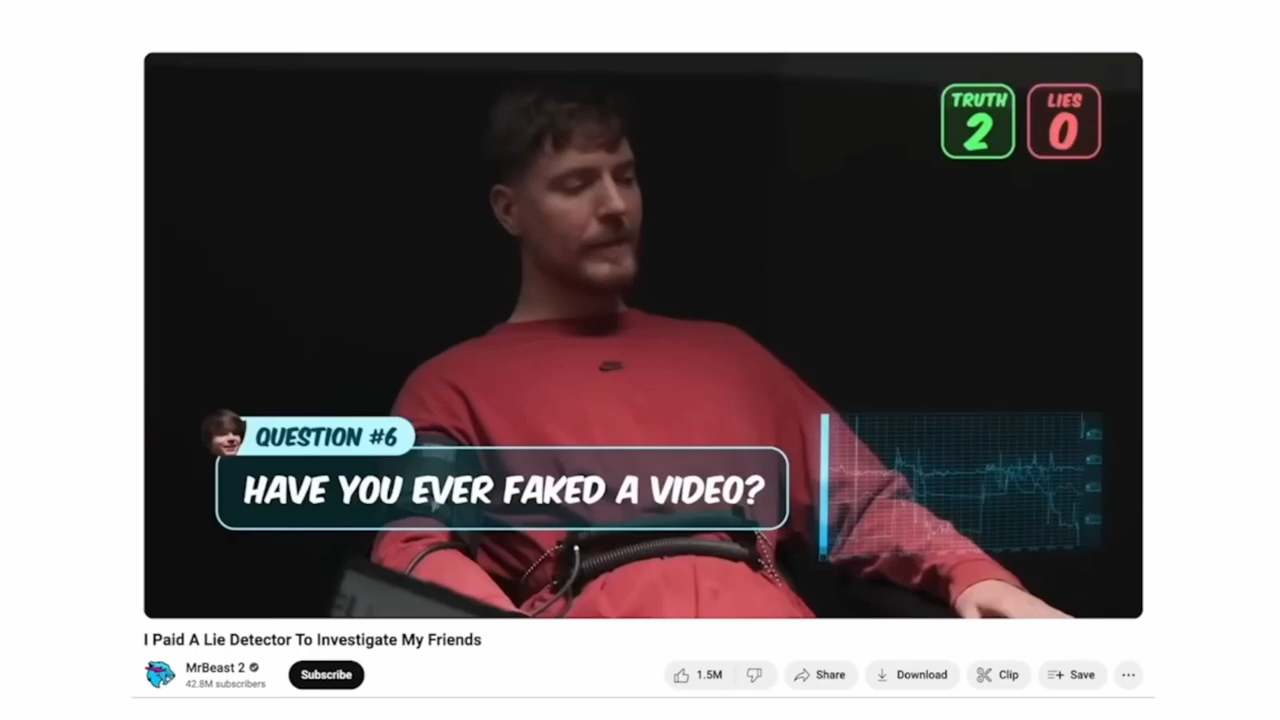 TRUTH
2
LIES
0
QUESTION #6
HAVE YOU EVER FAKED A VIDEO?
I Paid A Lie Detector To Investigate My Friends
MrBeast 2
42.8M subscribers
Subscribe
1.5M
Share
Download
Clip
Save